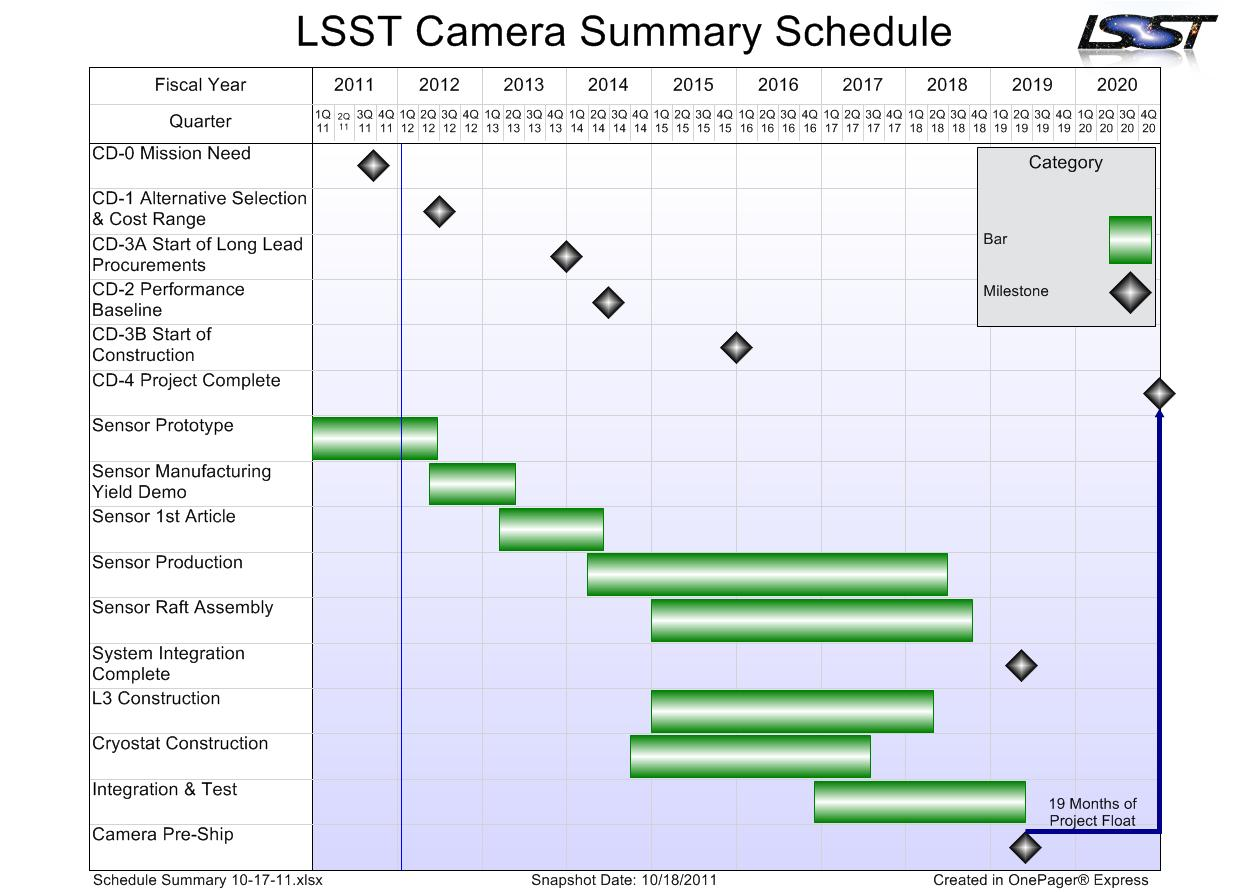 LSST Camera Summary Schedule
LSST
Fiscal Year 2011 2012 2013 2014 2015 2016 2017 2018 2019 2020
Quarter 1Q 11 2Q 11 3Q 11 4Q 11 1Q 12 2Q 12 3Q 12 4Q 12 1Q 13 2Q 13 3Q 13 4Q 13 1Q 14 2Q 14 3Q 14 4Q 14 1Q 15 2Q 15 3Q 15 4Q 15 1Q 16 2Q 16 3Q 16 4Q 16 1Q 17 2Q 17 3Q 17 4Q 17 1Q 18 2Q 18 3Q 18 4Q 18 1Q 19 2Q 19 3Q 19 4Q 19 1Q 20 2Q 20 3Q 20 4Q 20
CD-0 Mission Need
CD-1 Alternative Selection
& Cost Range
CD-3A Start of Long Lead
Procurements
CD-2 Performance
Baseline
CD-3B Start of
Construction
CD-4 Project Complete
Sensor Prototype
Sensor Manufacturing
Yield Demo
Sensor 1st Article
Sensor Production
Sensor Raft Assembly
System Integration
Complete
L3 Construction
Cryostat Construction
Integration & Test
Camera Pre-Ship
Category
Bar
Milestone
19 Months of
Project Float
Schedule Summary 10-17-11.xlsx
Snapshot Date: 10/18/2011
Created in OnePager® Express